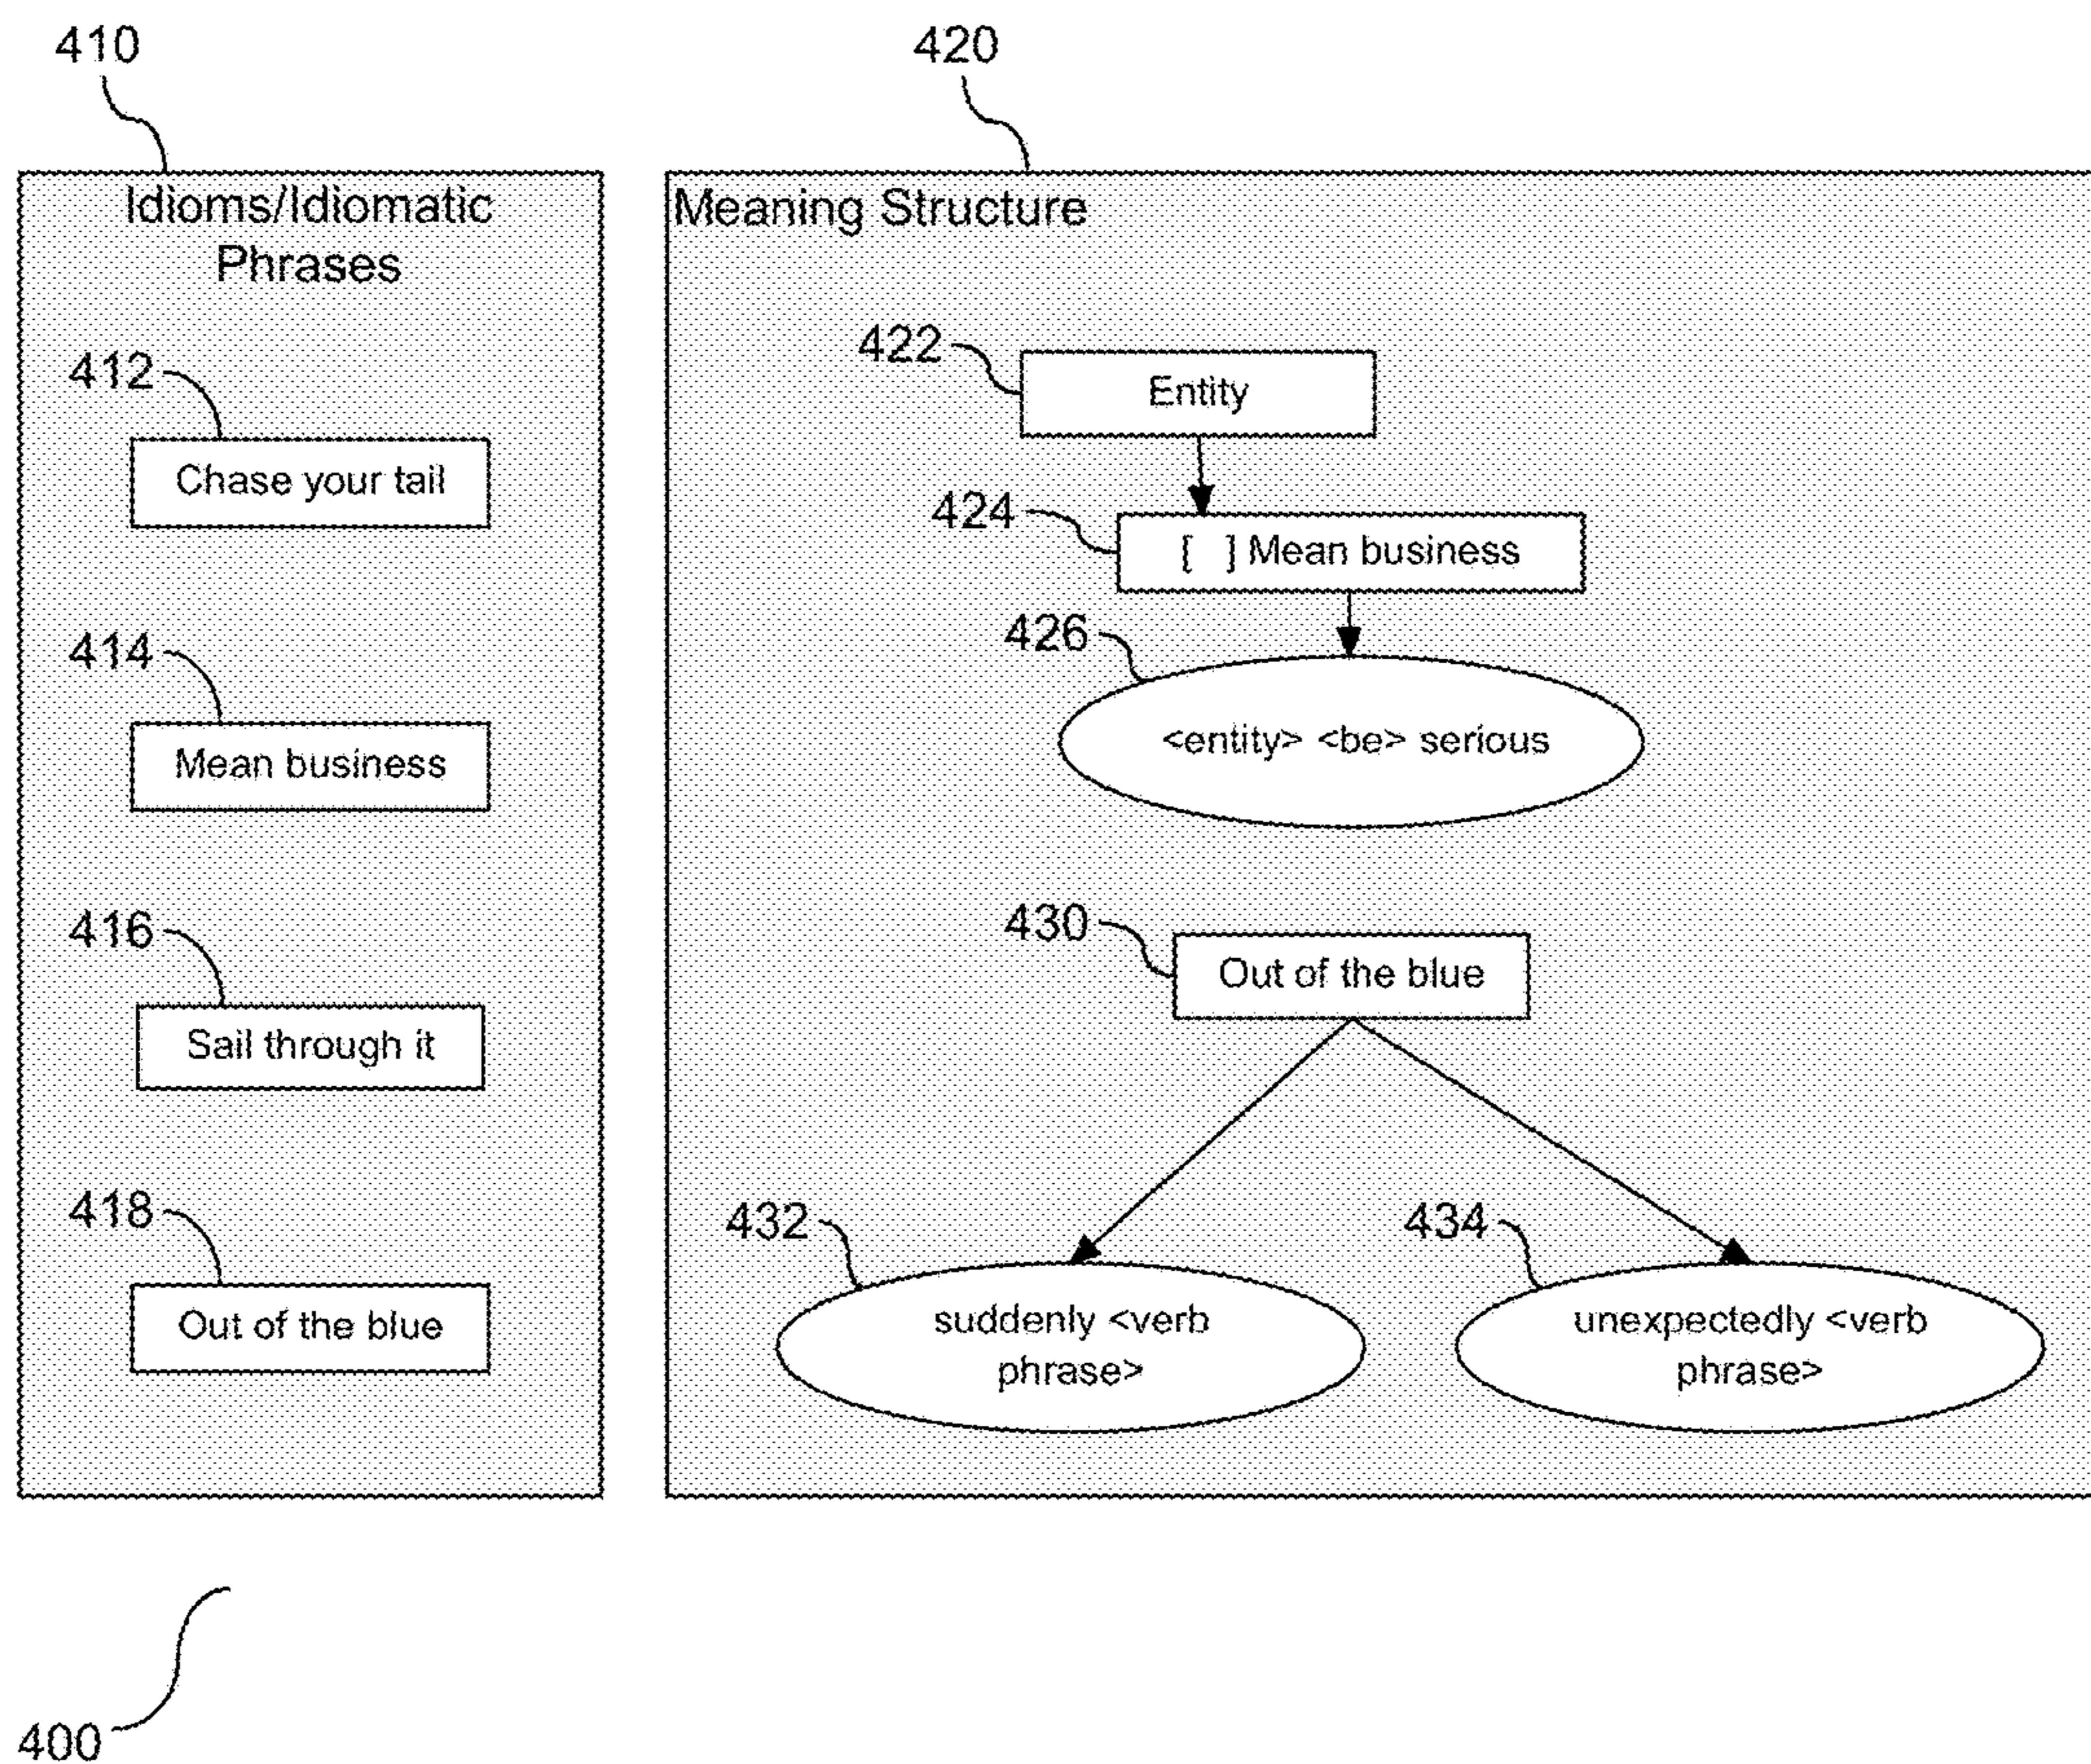 410
420
Idioms/Idiomatic
Phrases
412
Chase your tail
414
Mean business
416
Sail through it
418
Out of the blue
Meaning Structure
422
Entity
424
[ ] Mean business
426
<entity> <be> serious
430
Out of the blue
432
suddenly <verb
phrase>
434
unexpectedly <verb
phrase>
400